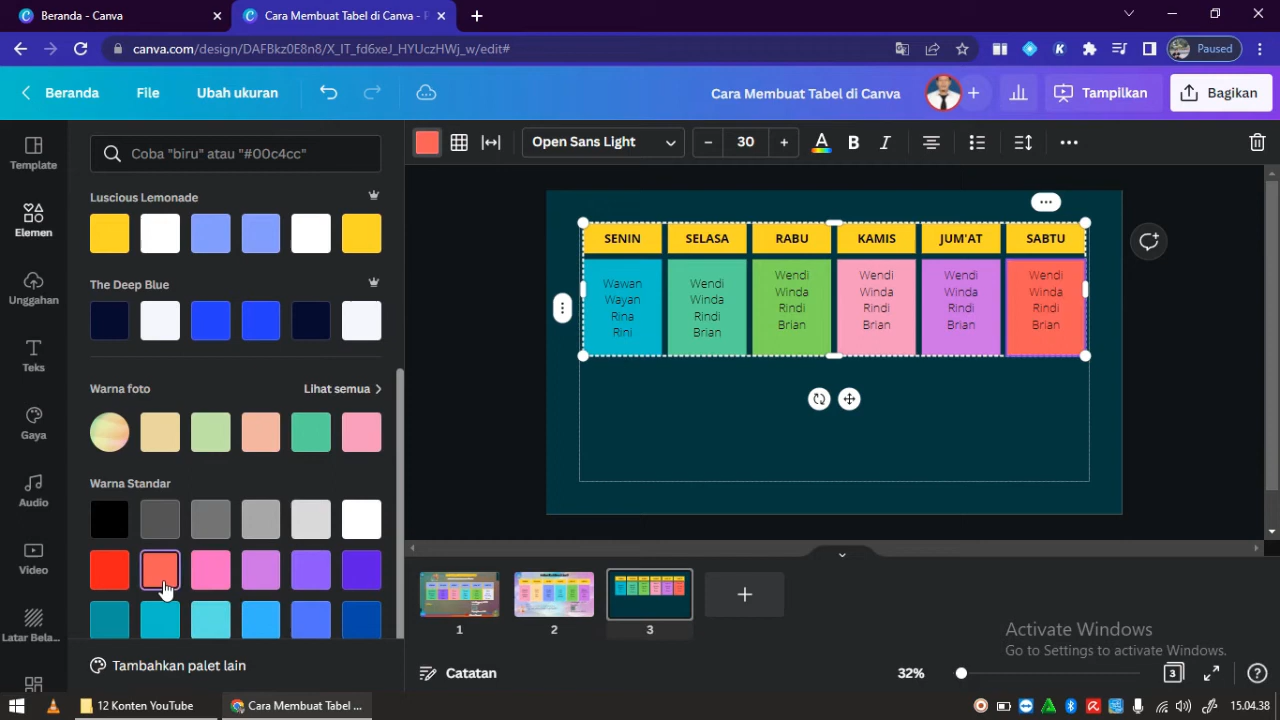 Beranda - Canva
Cara Membuat Tabel di Canva - P
canva.com/design/DAFBkz0E8n8/X_IT_fd6xeJ_HYUczHWj_w/edit#
Paused
Beranda
File
Ubah ukuran
Cara Membuat Tabel di Canva
Tampilkan
Bagikan
Template
Elemen
Unggahan
Teks
Gaya
Audio
Video
Latar Bela...
Coba "biru" atau "#00c4cc"
Luscious Lemonade
The Deep Blue
Warna foto
Lihat semua
Warna Standar
Tambahkan palet lain
Open Sans Light
– 30 +
A B I
SENIN SELASA RABU KAMIS JUM'AT SABTU
Wawan
Wayan
Rina
Rini
Wendi
Winda
Rindi
Brian
Wendi
Winda
Rindi
Brian
Wendi
Winda
Rindi
Brian
Wendi
Winda
Rindi
Brian
Wendi
Winda
Rindi
Brian
1 2 3
Activate Windows
Go to Settings to activate Windows.
Catatan
32%
3
12 Konten YouTube
Cara Membuat Tabel ...
15.04.38